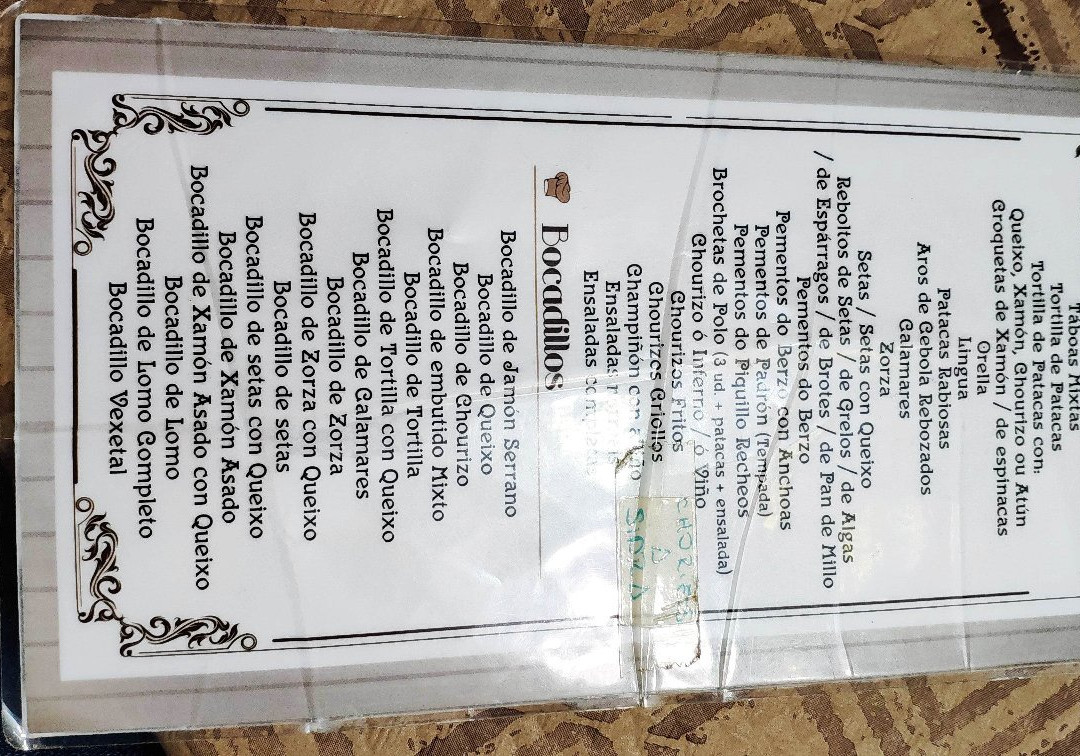 Táboas Mixtas
Tortilla de Patacas
Tortilla de Patacas con:
Queixo, Xamón, Chourizo ou Atún
Croquetas de Xamón / de espinacas
Orella
Lingua
Patacas Rabiosas
Aros de Cebola Rebozados
Calamares
Zorza
Setas / Setas con Queixo
Reboltos de Setas / de Grelos / de Algas
/ de Espárragos / de Brotes / de Pan de Millo
Pementos do Berzo
Pementos do Berzo con Anchoas
Pementos de Padrón (Tempada)
Pementos do Piquillo Recheos
Brochetas de Polo (3 ud. + patacas + ensalada)
Chourizo ó Inferno / ó Viño
Chourizos Fritos
Chourizos Criollos
Champiñón con
Ensaladas
Ensaladas
Bocadillos
Bocadillo de Jamón Serrano
Bocadillo de Queixo
Bocadillo de Chourizo
Bocadillo de embutido Mixto
Bocadillo de Tortilla
Bocadillo de Tortilla con Queixo
Bocadillo de Calamares
Bocadillo de Zorza
Bocadillo de Zorza con Queixo
Bocadillo de setas
Bocadillo de setas con Queixo
Bocadillo de Xamón Asado
Bocadillo de Xamón Asado con Queixo
Bocadillo de Lomo
Bocadillo de Lomo Completo
Bocadillo Vexetal